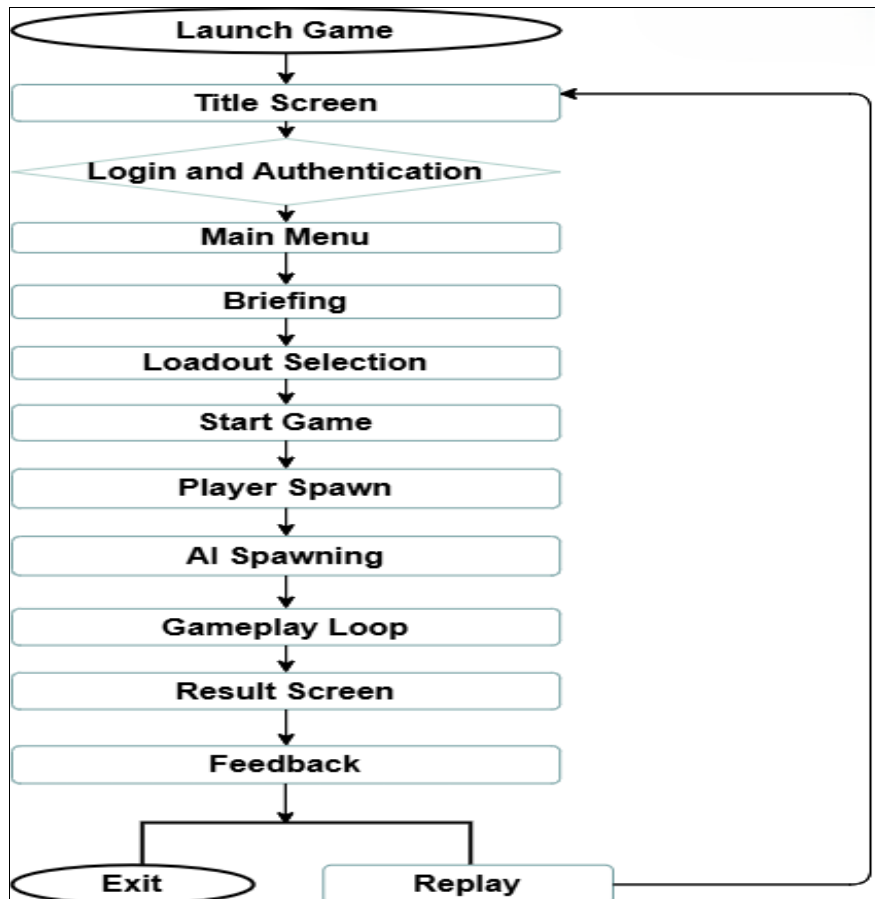 Launch Game
Title Screen
Login and Authentication
Main Menu
Briefing
Loadout Selection
Start Game
Player Spawn
AI Spawning
Gameplay Loop
Result Screen
Feedback
Exit
Replay